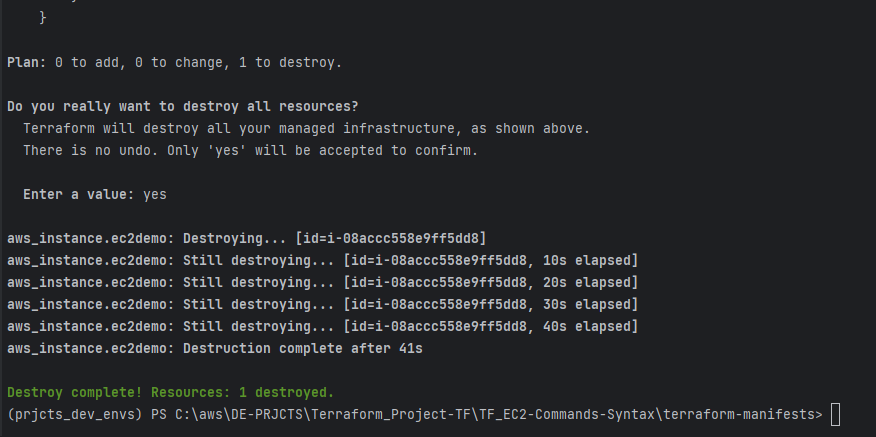 }
Plan: 0 to add, 0 to change, 1 to destroy.
Do you really want to destroy all resources?
Terraform will destroy all your managed infrastructure, as shown above.
There is no undo. Only 'yes' will be accepted to confirm.
Enter a value: yes
aws_instance.ec2demo: Destroying... [id=i-08accc558e9ff5dd8]
aws_instance.ec2demo: Still destroying... [id=i-08accc558e9ff5dd8, 10s elapsed]
aws_instance.ec2demo: Still destroying... [id=i-08accc558e9ff5dd8, 20s elapsed]
aws_instance.ec2demo: Still destroying... [id=i-08accc558e9ff5dd8, 30s elapsed]
aws_instance.ec2demo: Still destroying... [id=i-08accc558e9ff5dd8, 40s elapsed]
aws_instance.ec2demo: Destruction complete after 41s
Destroy complete! Resources: 1 destroyed.
(prjcts_dev_envs) PS C:\aws\DE-PRJCTS\Terraform_Project-TF\TF_EC2-Commands-Syntax\terraform-manifests>